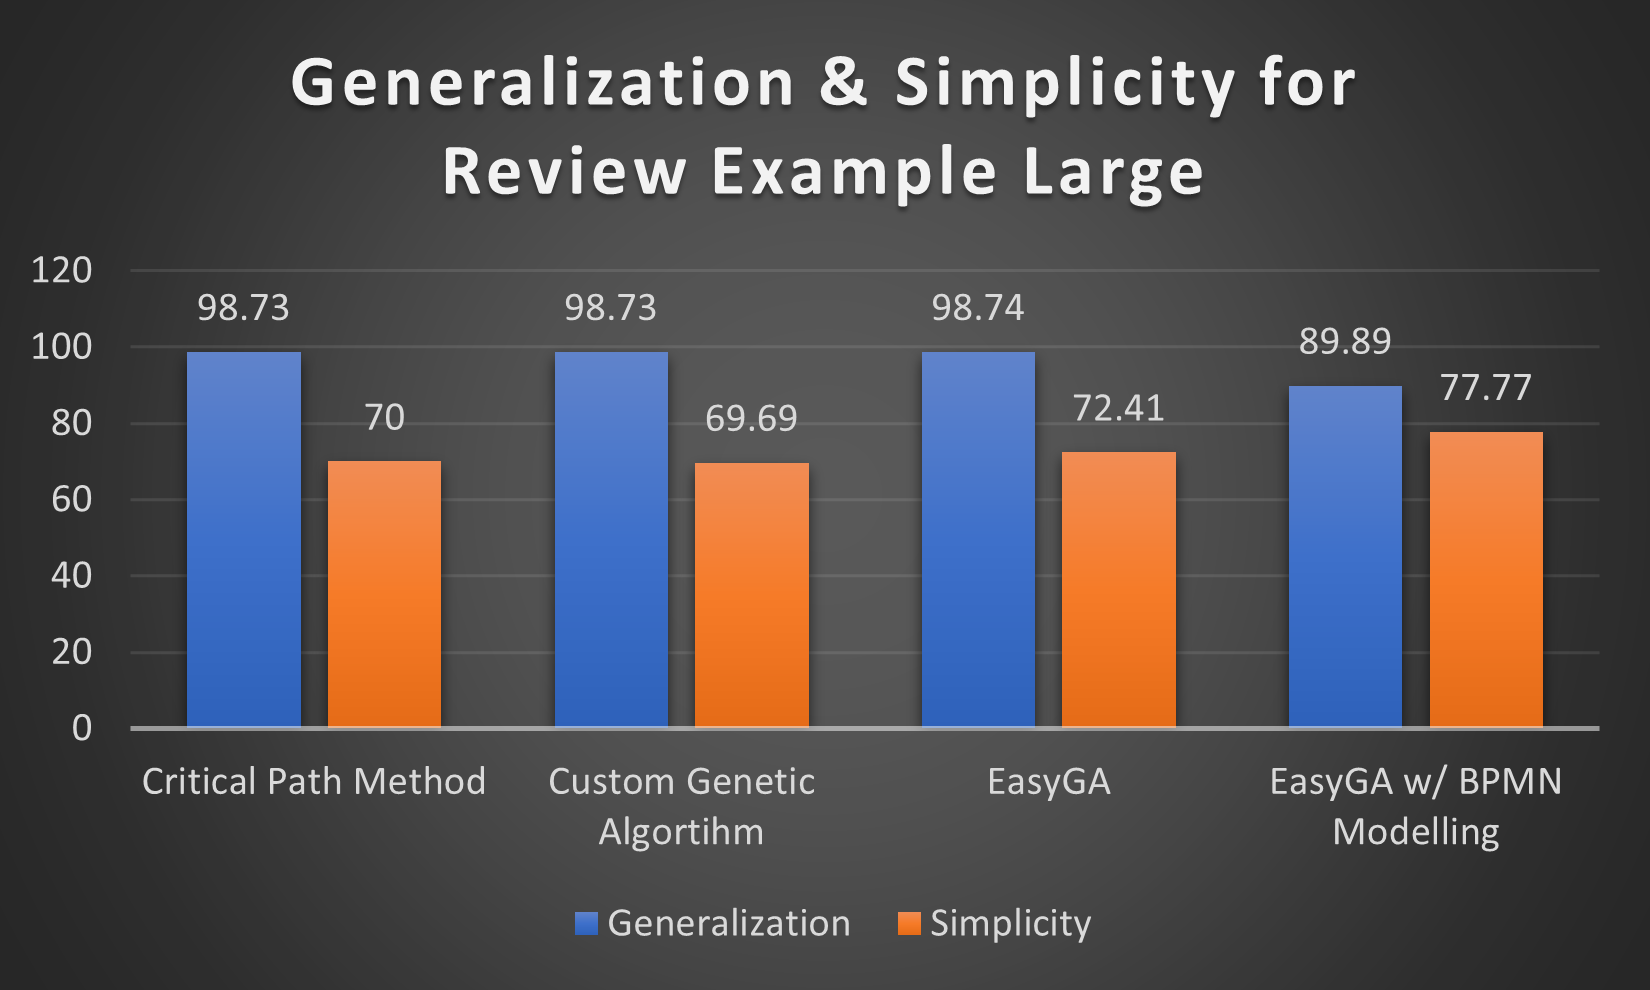 Generalization & Simplicity for
Review Example Large
120
100
80
60
40
20
0
98.73
70
98.73
69.69
98.74
72.41
89.89
77.77
Critical Path Method
Custom Genetic
Algortihm
EasyGA
EasyGA w/ BPMN
Modelling
Generalization
Simplicity